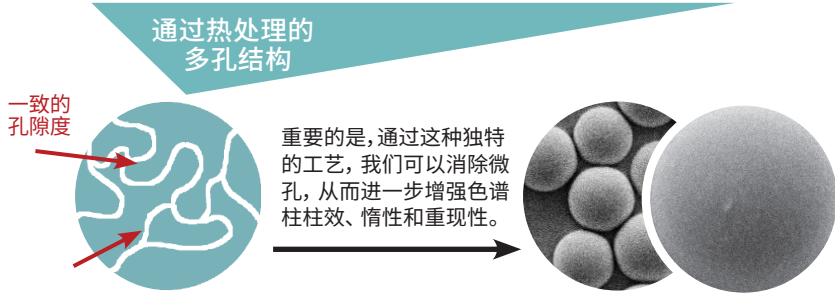 通过热处理的
多孔结构
一致的
孔隙度
重要的是，通过这种独特
的工艺，我们可以消除微
孔，从而进一步增强色谱
柱柱效、惰性和重现性。